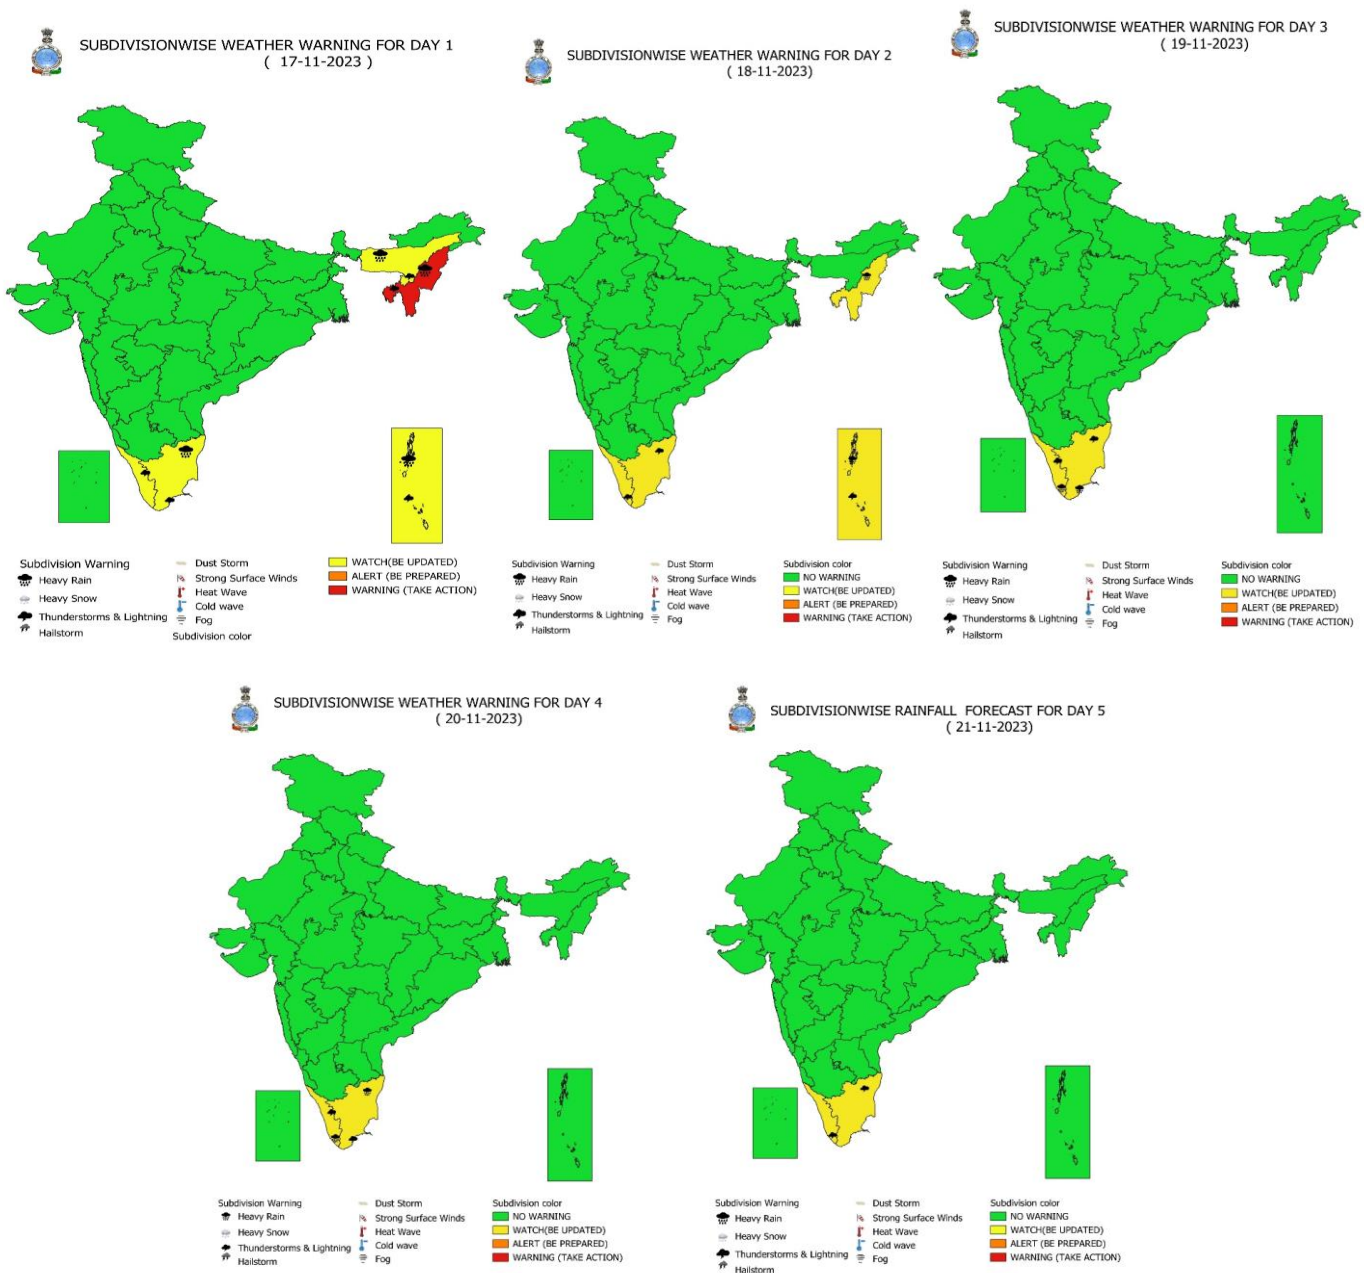 SUBDIVISIONWISE WEATHER WARNING FOR DAY 1
( 17-11-2023 )
Subdivision Warning
Heavy Rain
Heavy Snow
Thunderstorms & Lightning
Hailstorm
Dust Storm
Strong Surface Winds
Heat Wave
Cold wave
Fog
Subdivision color
WATCH(BE UPDATED)
ALERT (BE PREPARED)
WARNING (TAKE ACTION)
SUBDIVISIONWISE WEATHER WARNING FOR DAY 2
( 18-11-2023)
Subdivision Warning
Heavy Rain
Heavy Snow
Thunderstorms & Lightning
Hailstorm
Dust Storm
Strong Surface Winds
Heat Wave
Cold wave
Fog
Subdivision color
NO WARNING
WATCH(BE UPDATED)
ALERT (BE PREPARED)
WARNING (TAKE ACTION)
SUBDIVISIONWISE WEATHER WARNING FOR DAY 3
( 19-11-2023)
Subdivision Warning
Heavy Rain
Heavy Snow
Thunderstorms & Lightning
Hailstorm
Dust Storm
Strong Surface Winds
Heat Wave
Cold wave
Fog
Subdivision color
NO WARNING
WATCH(BE UPDATED)
ALERT (BE PREPARED)
WARNING (TAKE ACTION)
SUBDIVISIONWISE WEATHER WARNING FOR DAY 4
( 20-11-2023)
Subdivision Warning
Heavy Rain
Heavy Snow
Thunderstorms & Lightning
Hailstorm
Dust Storm
Strong Surface Winds
Heat Wave
Cold wave
Fog
Subdivision color
NO WARNING
WATCH(BE UPDATED)
ALERT (BE PREPARED)
WARNING (TAKE ACTION)
SUBDIVISIONWISE RAINFALL FORECAST FOR DAY 5
( 21-11-2023)
Subdivision Warning
Heavy Rain
Heavy Snow
Thunderstorms & Lightning
Hailstorm
Dust Storm
Strong Surface Winds
Heat Wave
Cold wave
Fog
Subdivision color
NO WARNING
WATCH(BE UPDATED)
ALERT (BE PREPARED)
WARNING (TAKE ACTION)